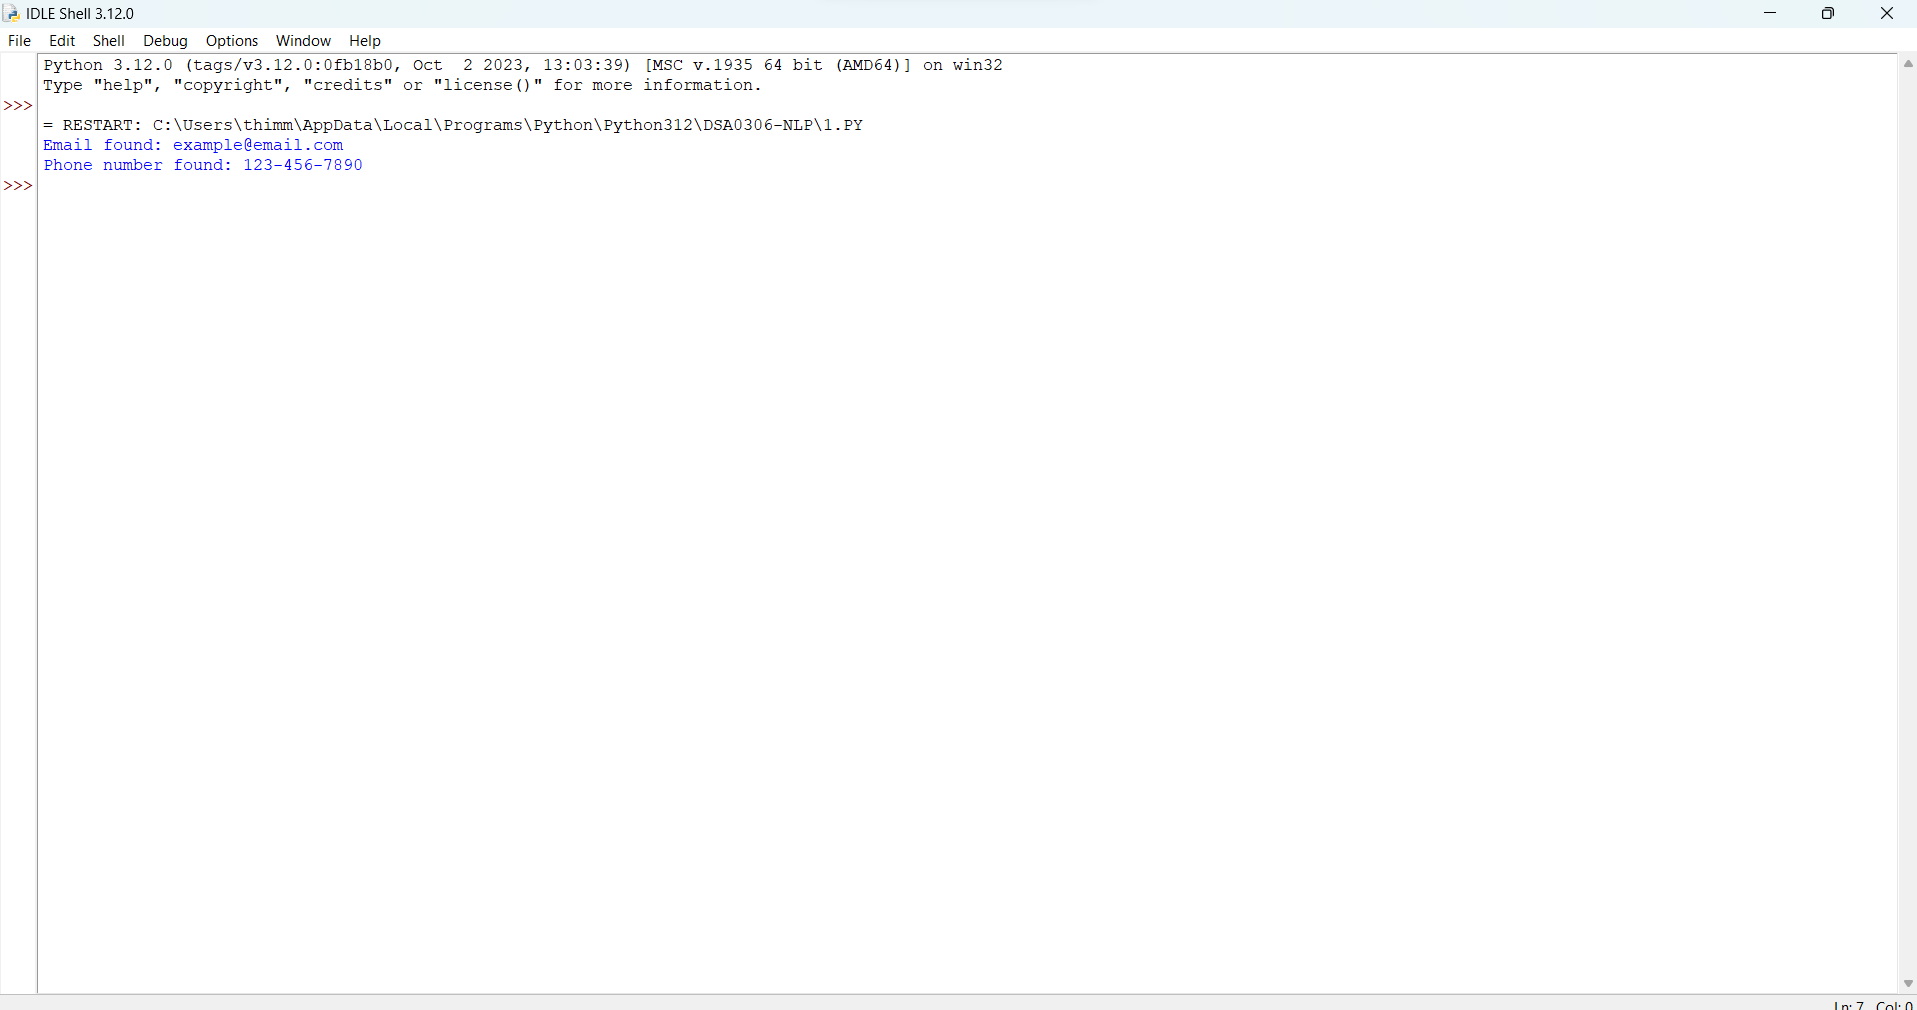 IDLE Shell 3.12.0
File Edit Shell Debug Options Window Help
Python 3.12.0 (tags/v3.12.0:0fb18b0, Oct  2 2023, 13:03:39) [MSC v.1935 64 bit (AMD64)] on win32
Type "help", "copyright", "credits" or "license()" for more information.
>>>
= RESTART: C:\Users\thimm\AppData\Local\Programs\Python\Python312\DSA0306-NLP\1.PY
Email found: example@email.com
Phone number found: 123-456-7890
>>>
Ln: 7 Col: 0